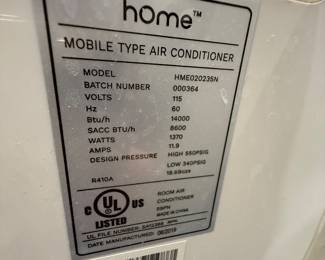 hOme™
MOBILE TYPE AIR CONDITIONER
MODEL HME020235N
BATCH NUMBER 000364
VOLTS 115
Hz 60
Btu/h 14000
SACC BTU/h 8600
WATTS 1370
AMPS 11.9
DESIGN PRESSURE HIGH 550PSIG
LOW 340PSIG
R410A
C UL US
LISTED
ROOM AIR
CONDITIONER
MADE IN CHINA
UL FILE NUMBER:
DATE MANUFACTURED: 06/2019